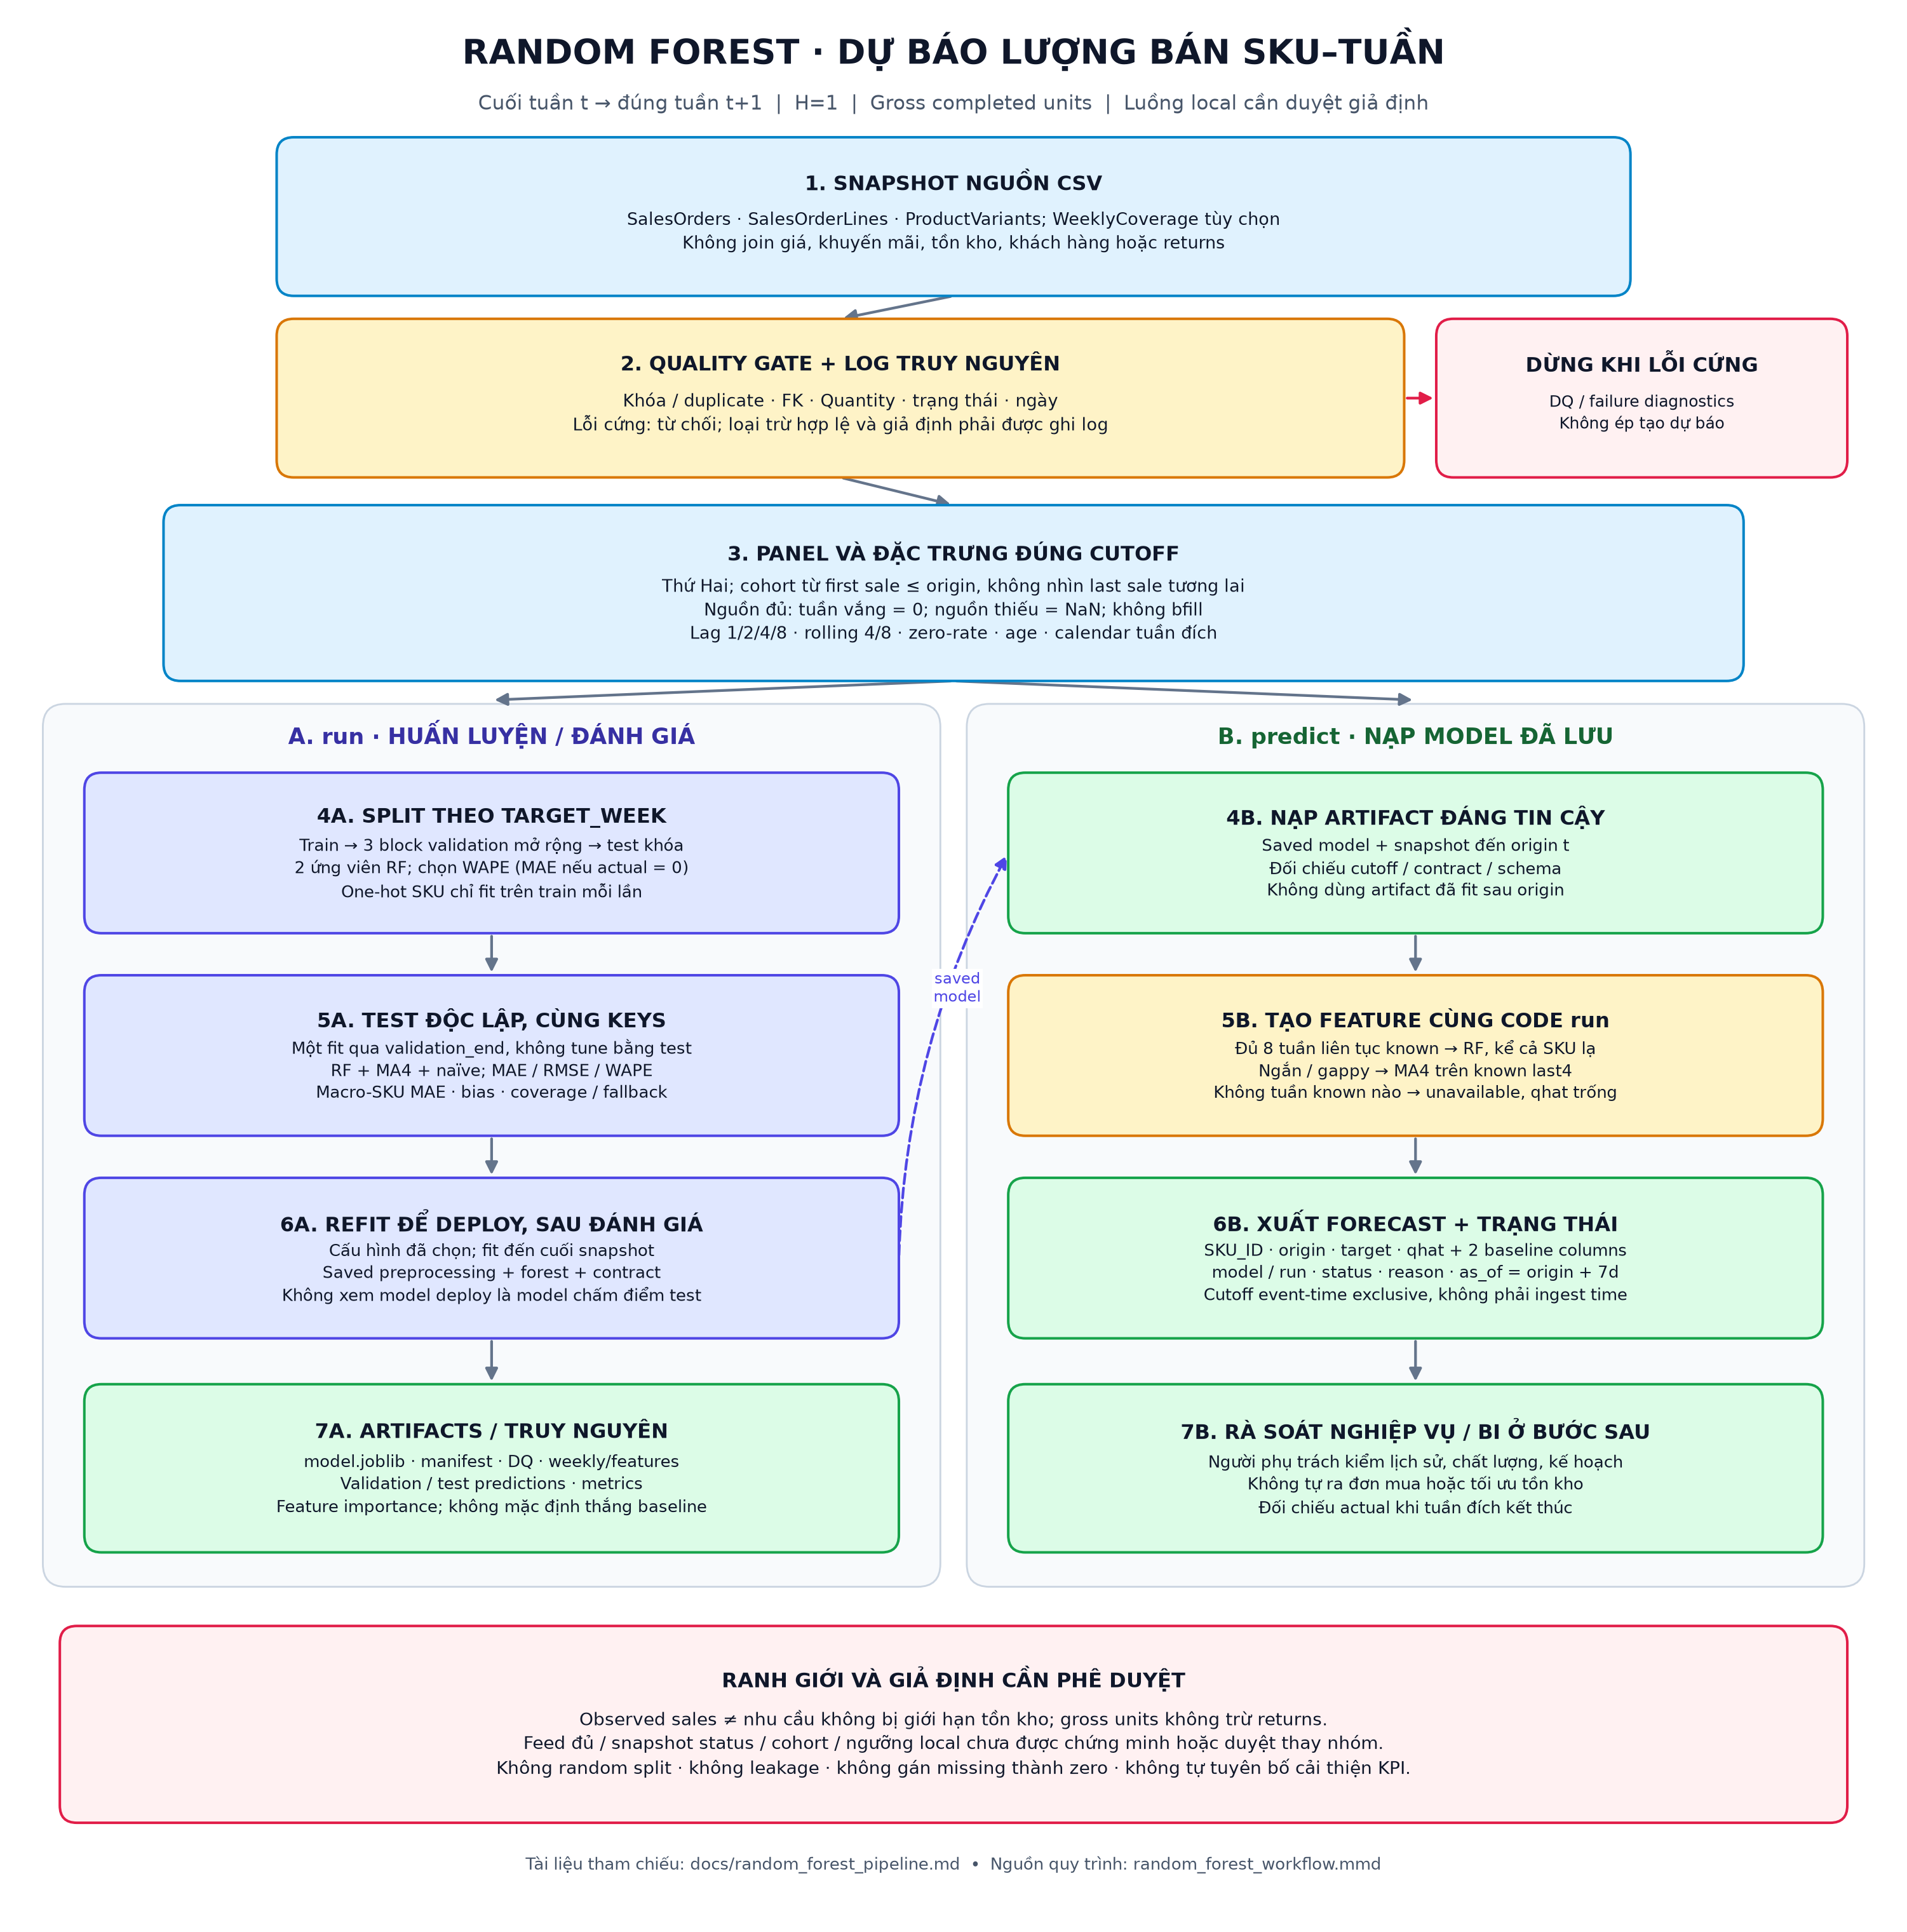 RANDOM FOREST · DỰ BÁO LƯỢNG BÁN SKU–TUẦN
Cuối tuần t → đúng tuần t+1 | H=1 | Gross completed units | Luồng local cần duyệt giả định
1. SNAPSHOT NGUỒN CSV
SalesOrders · SalesOrderLines · ProductVariants; WeeklyCoverage tùy chọn
Không join giá, khuyến mãi, tồn kho, khách hàng hoặc returns
2. QUALITY GATE + LOG TRUY NGUYÊN
Khóa / duplicate · FK · Quantity · trạng thái · ngày
Lỗi cứng: từ chối; loại trừ hợp lệ và giả định phải được ghi log
DỪNG KHI LỖI CỨNG
DQ / failure diagnostics
Không ép tạo dự báo
3. PANEL VÀ ĐẶC TRƯNG ĐÚNG CUTOFF
Thứ Hai; cohort từ first sale ≤ origin, không nhìn last sale tương lai
Nguồn đủ: tuần vắng = 0; nguồn thiếu = NaN; không bfill
Lag 1/2/4/8 · rolling 4/8 · zero-rate · age · calendar tuần đích
A. run · HUẤN LUYỆN / ĐÁNH GIÁ
4A. SPLIT THEO TARGET_WEEK
Train → 3 block validation mở rộng → test khóa
2 ứng viên RF; chọn WAPE (MAE nếu actual = 0)
One-hot SKU chỉ fit trên train mỗi lần
5A. TEST ĐỘC LẬP, CÙNG KEYS
Một fit qua validation_end, không tune bằng test
RF + MA4 + naïve; MAE / RMSE / WAPE
Macro-SKU MAE · bias · coverage / fallback
6A. REFIT ĐỂ DEPLOY, SAU ĐÁNH GIÁ
Cấu hình đã chọn; fit đến cuối snapshot
Saved preprocessing + forest + contract
Không xem model deploy là model chấm điểm test
7A. ARTIFACTS / TRUY NGUYÊN
model.joblib · manifest · DQ · weekly/features
Validation / test predictions · metrics
Feature importance; không mặc định thắng baseline
saved
model
B. predict · NẠP MODEL ĐÃ LƯU
4B. NẠP ARTIFACT ĐÁNG TIN CẬY
Saved model + snapshot đến origin t
Đối chiếu cutoff / contract / schema
Không dùng artifact đã fit sau origin
5B. TẠO FEATURE CÙNG CODE run
Đủ 8 tuần liên tục known → RF, kể cả SKU lạ
Ngắn / gappy → MA4 trên known last4
Không tuần known nào → unavailable, qhat trống
6B. XUẤT FORECAST + TRẠNG THÁI
SKU_ID · origin · target · qhat + 2 baseline columns
model / run · status · reason · as_of = origin + 7d
Cutoff event-time exclusive, không phải ingest time
7B. RÀ SOÁT NGHIỆP VỤ / BI Ở BƯỚC SAU
Người phụ trách kiểm lịch sử, chất lượng, kế hoạch
Không tự ra đơn mua hoặc tối ưu tồn kho
Đối chiếu actual khi tuần đích kết thúc
RANH GIỚI VÀ GIẢ ĐỊNH CẦN PHÊ DUYỆT
Observed sales ≠ nhu cầu không bị giới hạn tồn kho; gross units không trừ returns.
Feed đủ / snapshot status / cohort / ngưỡng local chưa được chứng minh hoặc duyệt thay nhóm.
Không random split · không leakage · không gán missing thành zero · không tự tuyên bố cải thiện KPI.
Tài liệu tham chiếu: docs/random_forest_pipeline.md • Nguồn quy trình: random_forest_workflow.mmd